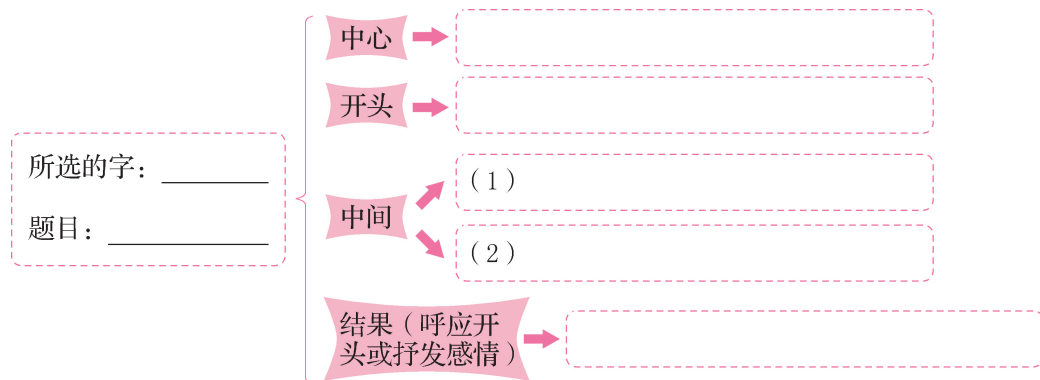 所选的字：
题目：
中心
开头
中间
（1）
（2）
结果（呼应开
头或抒发感情）